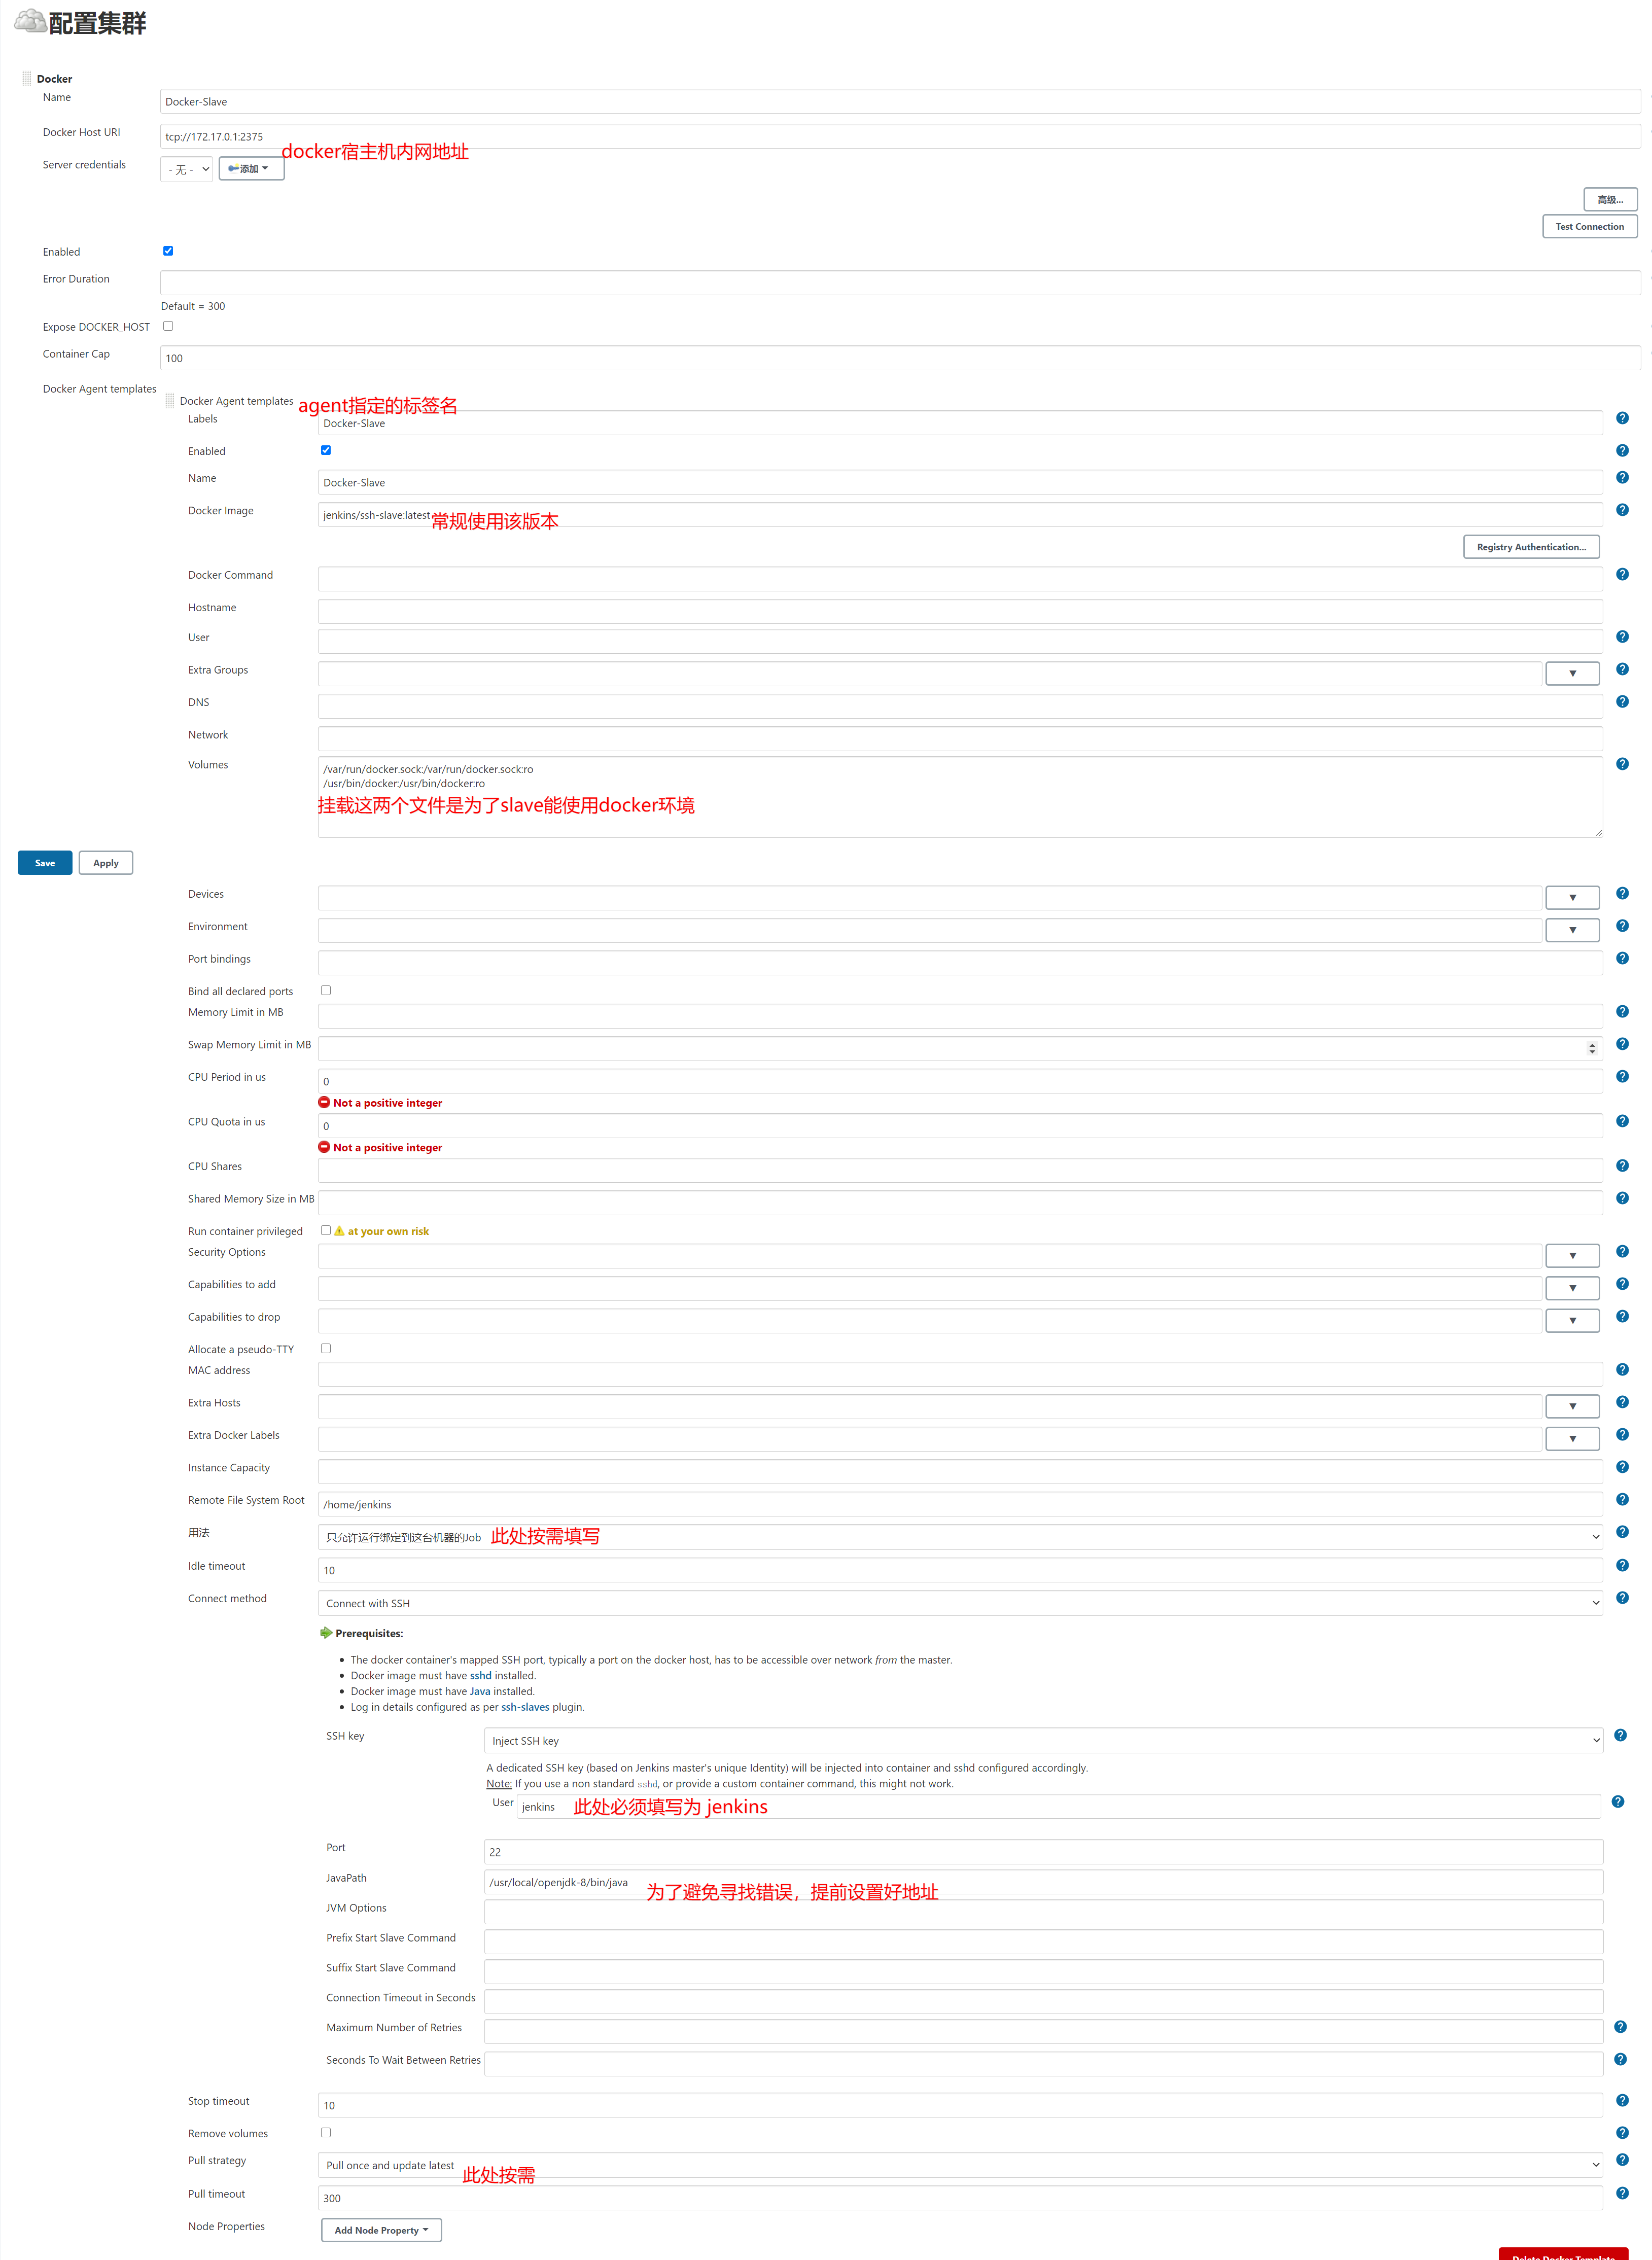 配置集群
Docker
Name
Docker-Slave
Docker Host URI
tcp://172.17.0.1:2375
docker宿主机内网地址
Server credentials
- 无 -
添加
高级...
Test Connection
Enabled
Error Duration
Default = 300
Expose DOCKER_HOST
Container Cap
100
Docker Agent templates
Docker Agent templates
agent指定的标签名
Labels
Docker-Slave
Enabled
Name
Docker-Slave
Docker Image
jenkins/ssh-slave:latest
常规使用该版本
Registry Authentication...
Docker Command
Hostname
User
Extra Groups
DNS
Network
Volumes
/var/run/docker.sock:/var/run/docker.sock:ro
/usr/bin/docker:/usr/bin/docker:ro
挂载这两个文件是为了slave能使用docker环境
Save
Apply
Devices
Environment
Port bindings
Bind all declared ports
Memory Limit in MB
Swap Memory Limit in MB
CPU Period in us
0
Not a positive integer
CPU Quota in us
0
Not a positive integer
CPU Shares
Shared Memory Size in MB
Run container privileged
at your own risk
Security Options
Capabilities to add
Capabilities to drop
Allocate a pseudo-TTY
MAC address
Extra Hosts
Extra Docker Labels
Instance Capacity
Remote File System Root
/home/jenkins
用法
只允许运行绑定到这台机器的Job
此处按需填写
Idle timeout
10
Connect method
Connect with SSH
Prerequisites:
• The docker container's mapped SSH port, typically a port on the docker host, has to be accessible over network from the master.
• Docker image must have sshd installed.
• Docker image must have Java installed.
• Log in details configured as per ssh-slaves plugin.
SSH key
Inject SSH key
A dedicated SSH key (based on Jenkins master's unique Identity) will be injected into container and sshd configured accordingly.
Note: If you use a non standard sshd, or provide a custom container command, this might not work.
User
jenkins
此处必须填写为 jenkins
Port
22
JavaPath
/usr/local/openjdk-8/bin/java
为了避免寻找错误，提前设置好地址
JVM Options
Prefix Start Slave Command
Suffix Start Slave Command
Connection Timeout in Seconds
Maximum Number of Retries
Seconds To Wait Between Retries
Stop timeout
10
Remove volumes
Pull strategy
Pull once and update latest
此处按需
Pull timeout
300
Node Properties
Add Node Property
Delete Docker Template